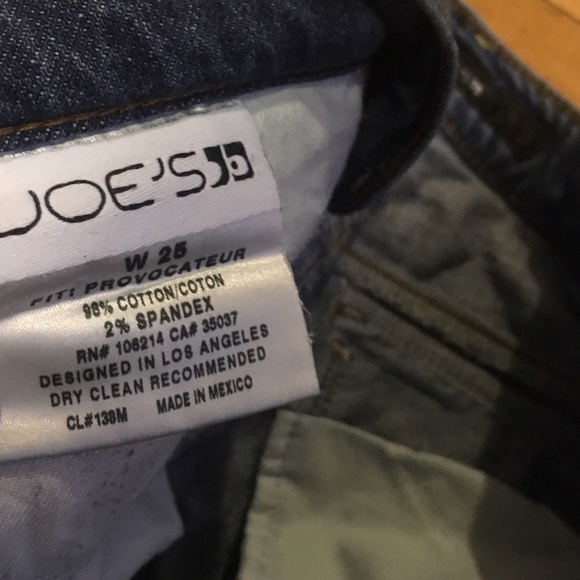 JOE'S
W 25
FIT: PROVOCATEUR
98% COTTON/COTON
2% SPANDEX
RN# 106214 CA# 35037
DESIGNED IN LOS ANGELES
DRY CLEAN RECOMMENDED
CL#138M MADE IN MEXICO